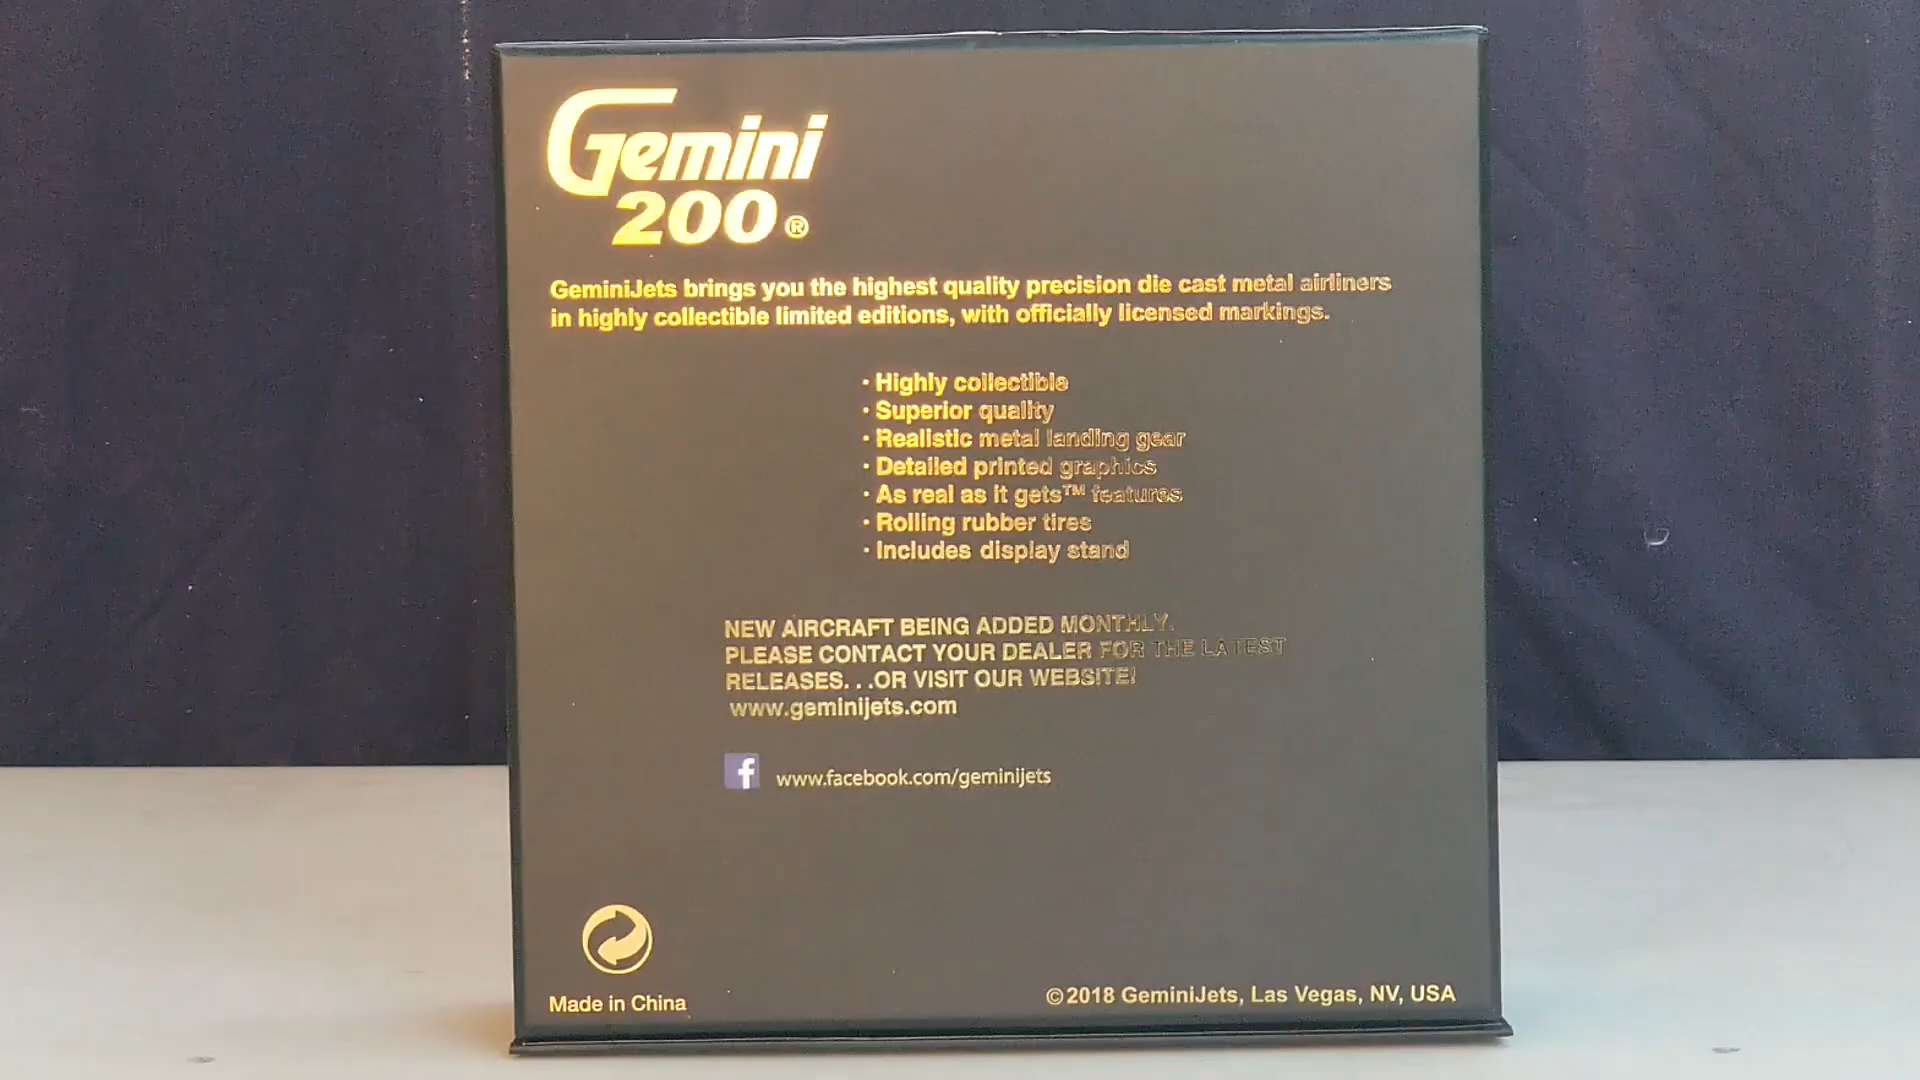 Gemini
200®
GeminiJets brings you the highest quality precision die cast metal airliners
in highly collectible limited editions, with officially licensed markings.
· Highly collectible
· Superior quality
· Realistic metal landing gear
· Detailed printed graphics
· As real as it gets™ features
· Rolling rubber tires
· Includes display stand
NEW AIRCRAFT BEING ADDED MONTHLY.
PLEASE CONTACT YOUR DEALER FOR THE LATEST
RELEASES...OR VISIT OUR WEBSITE!
www.geminijets.com
f www.facebook.com/geminijets
Made in China
©2018 GeminiJets, Las Vegas, NV, USA